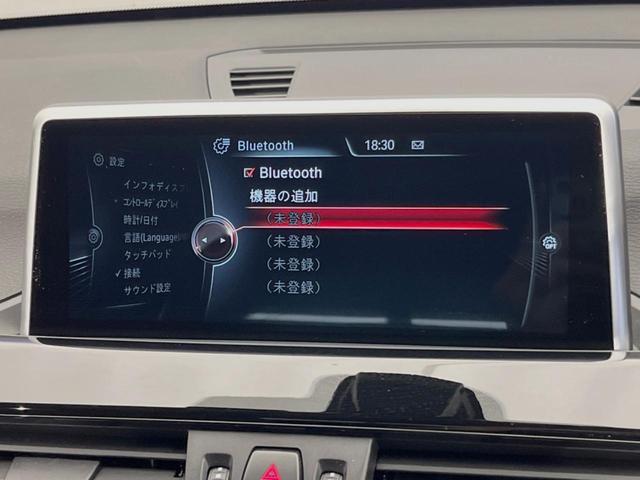 Bluetooth
18:30
設定
Bluetooth
機器の追加
(未登録)
(未登録)
(未登録)
(未登録)
インフォディスプ
コントロールディスプレイ
時計/日付
言語(Language)/
タッチパッド
✓接続
サウンド設定
OPT